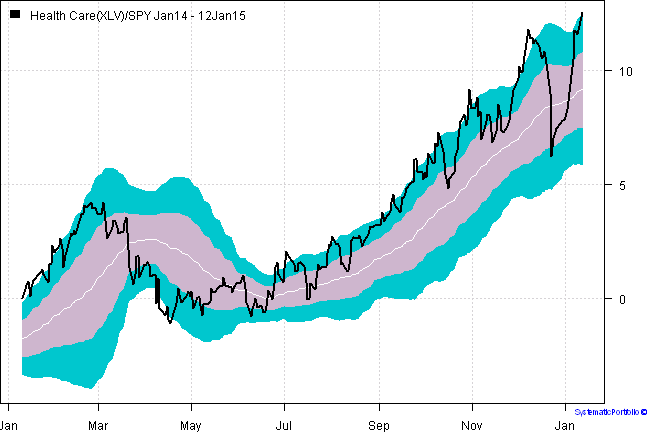 Health Care(XLV)/SPY Jan14 - 12Jan15
10
5
0
Jan Mar May Jul Sep Nov Jan
SystematicPortfolio ©